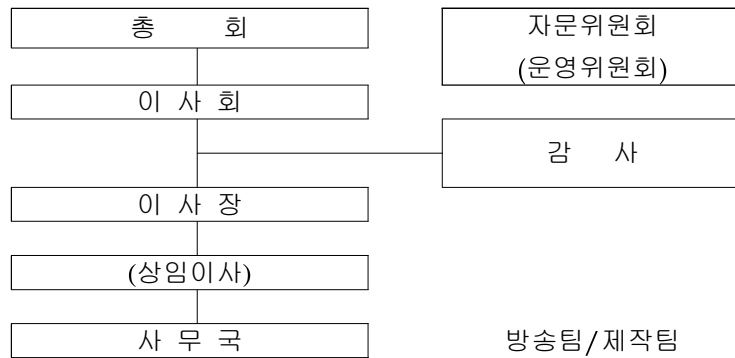 총 회
자문위원회
(운영위원회)
이 사 회
감 사
이 사 장
(상임이사)
사 무 국
방송팀/제작팀